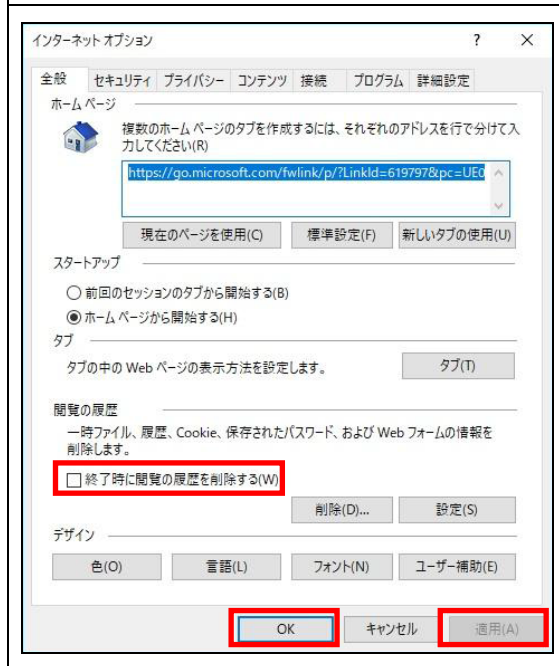 インターネット オプション ? ×
全般 セキュリティ プライバシー コンテンツ 接続 プログラム 詳細設定
ホーム ページ
複数のホーム ページのタブを作成するには、それぞれのアドレスを行で分けて入
力してください(R)
https://go.microsoft.com/fwlink/p/?LinkId=619797&pc=UE0
現在のページを使用(C) 標準設定(F) 新しいタブの使用(U)
スタートアップ
前回のセッションのタブから開始する(B)
ホーム ページから開始する(H)
タブ
タブの中の Web ページの表示方法を設定します。 タブ(T)
閲覧の履歴
一時ファイル、履歴、Cookie、保存されたパスワード、および Web フォームの情報を
削除します。
終了時に閲覧の履歴を削除する(W)
削除(D)... 設定(S)
デザイン
色(O) 言語(L) フォント(N) ユーザー補助(E)
OK キャンセル 適用(A)